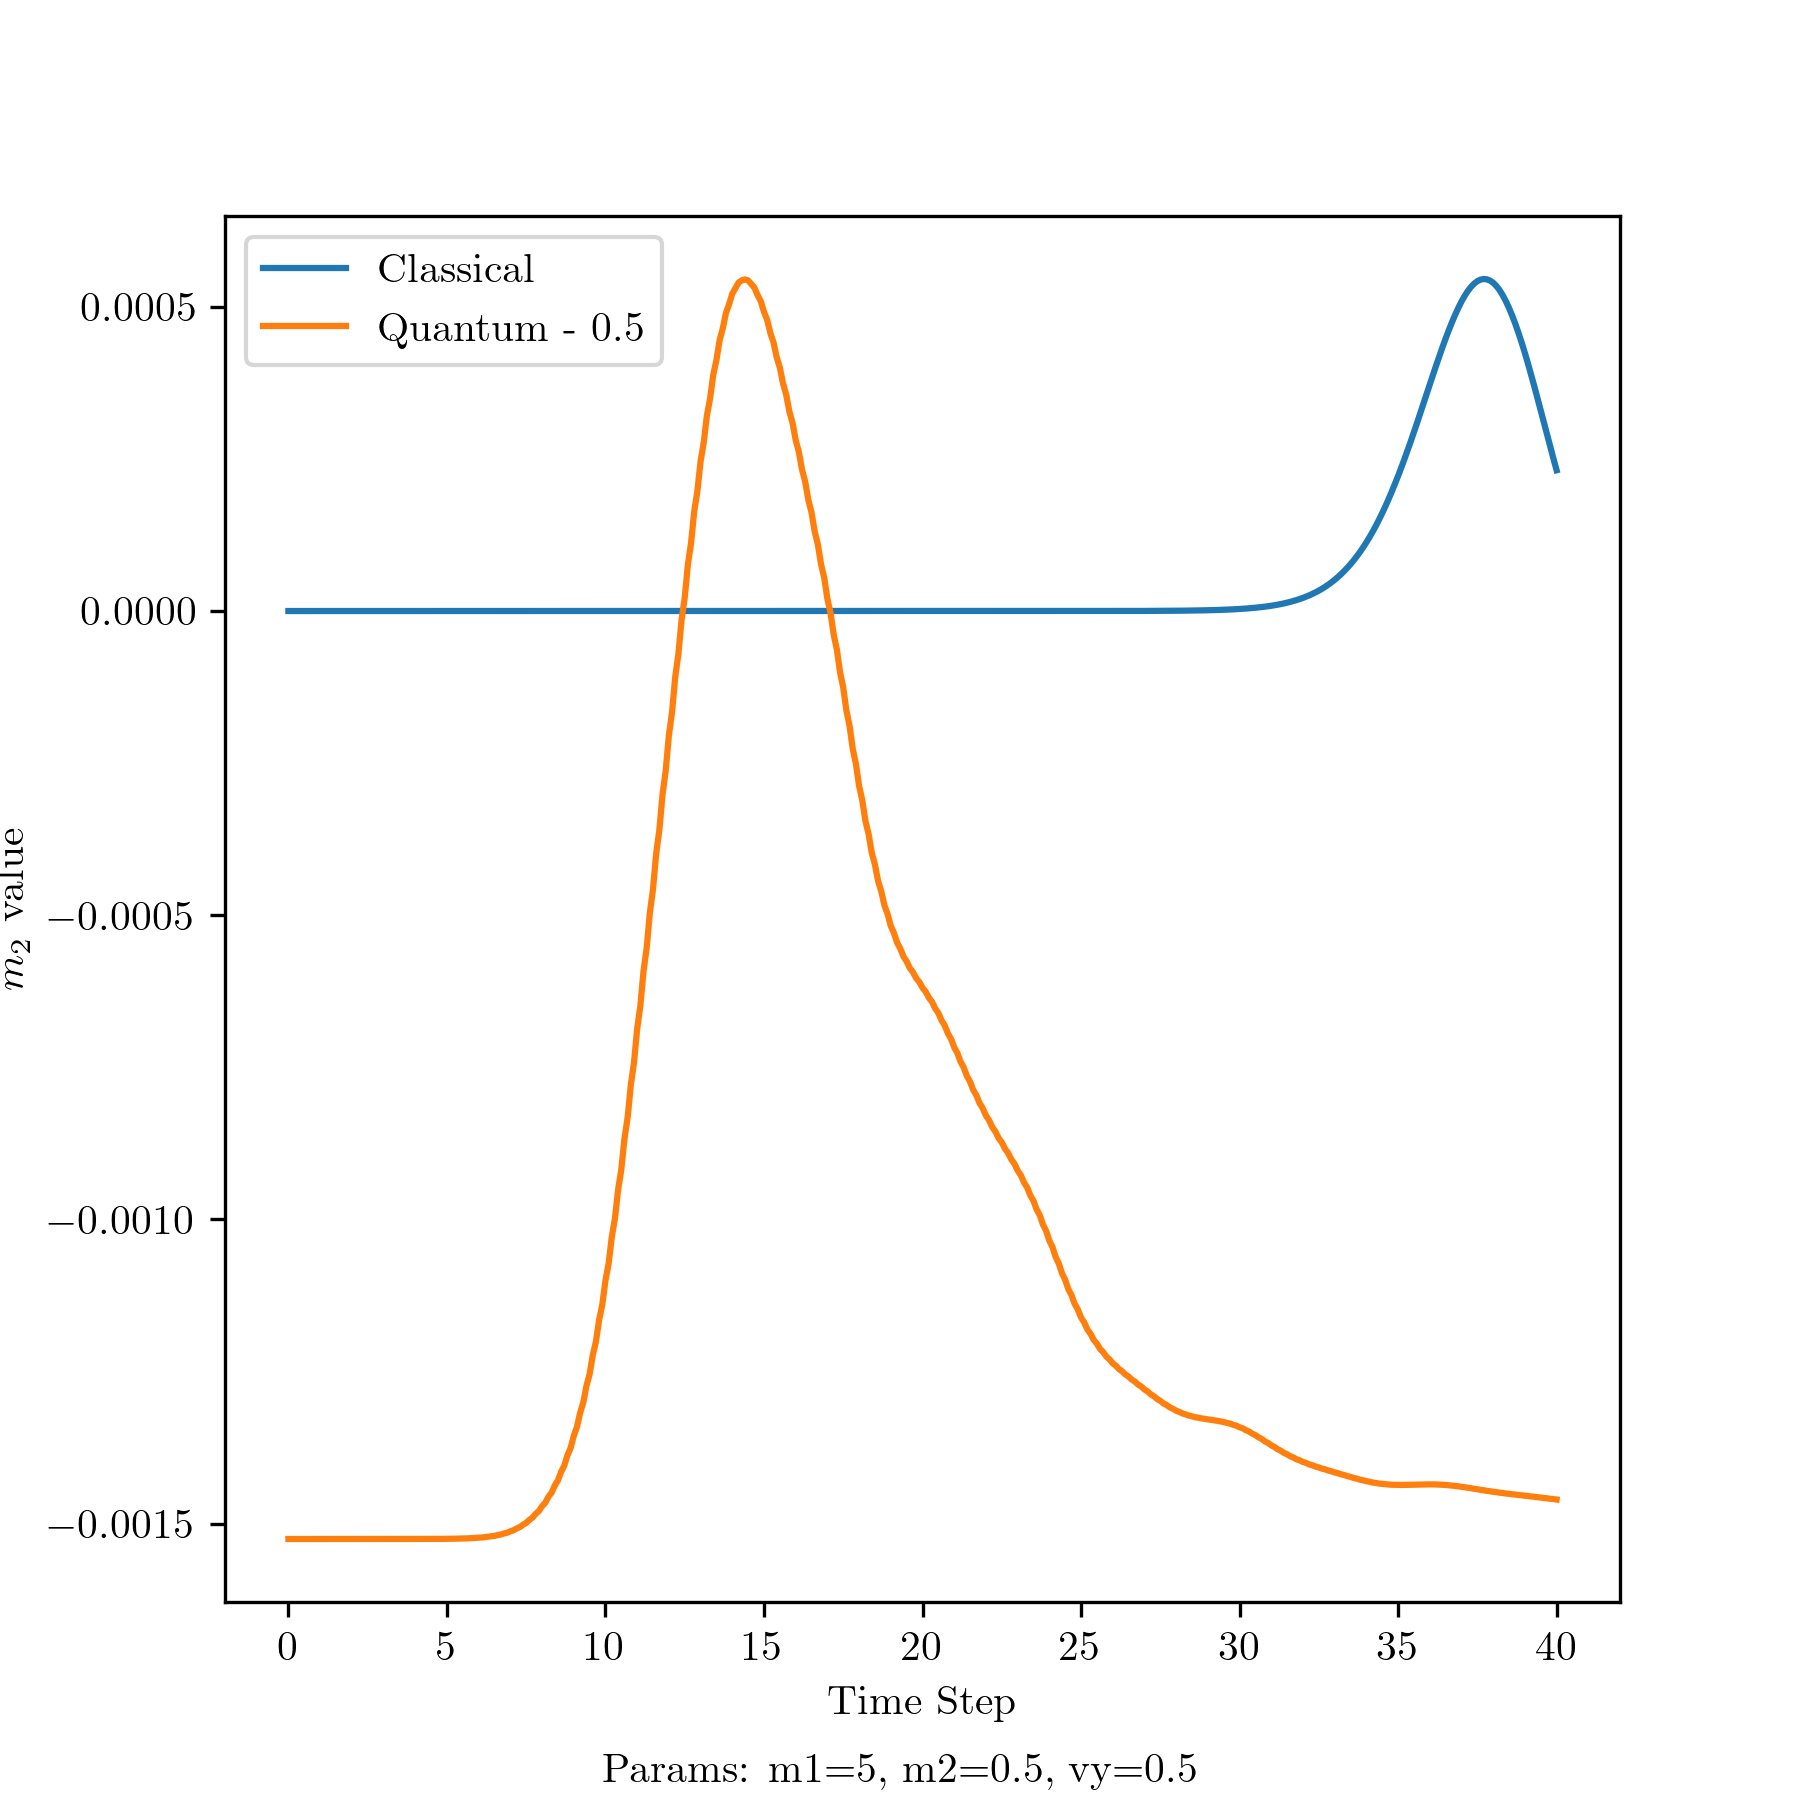 Classical
Quantum - 0.5
0.0005
0.0000
−0.0005
−0.0010
−0.0015
m₂ value
0 5 10 15 20 25 30 35 40
Time Step
Params: m1=5, m2=0.5, vy=0.5